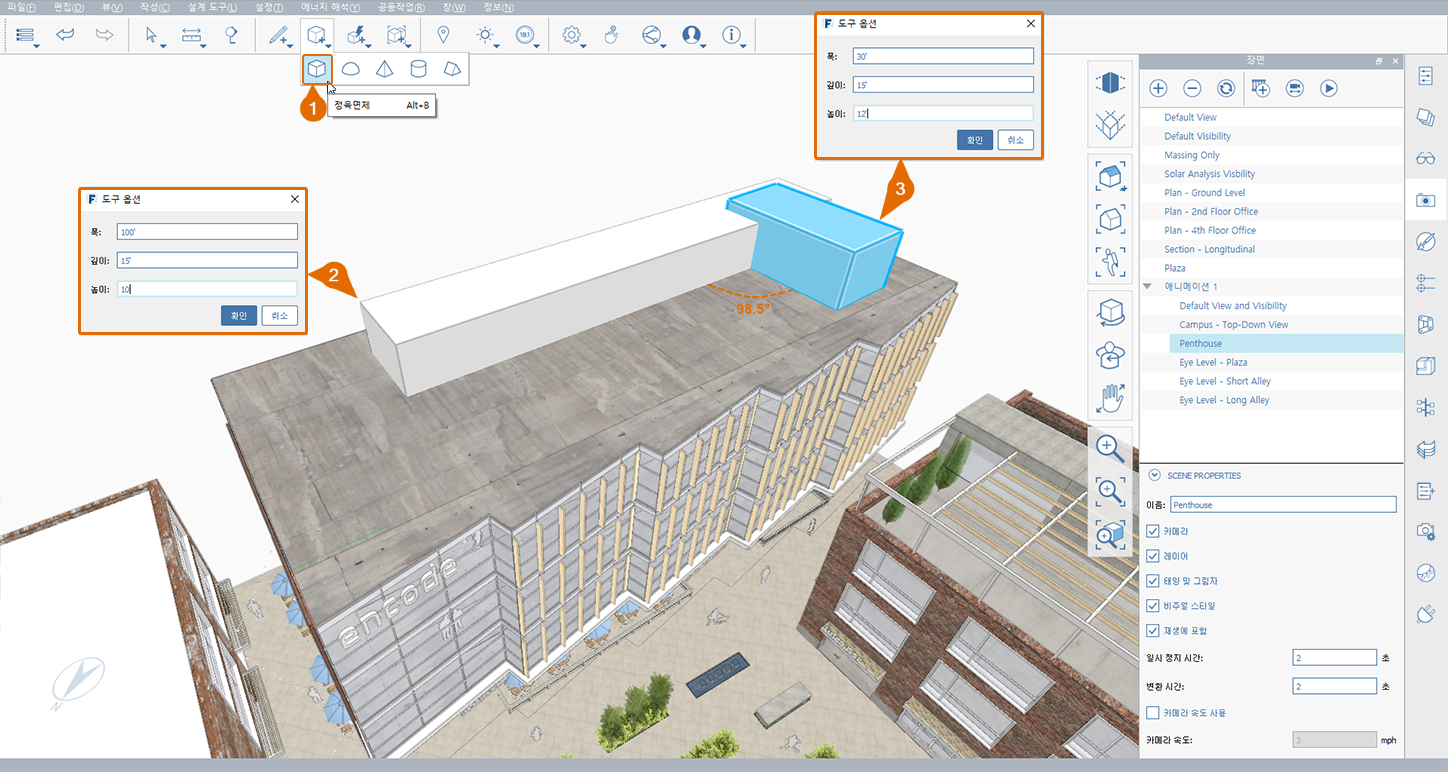 파일(F) 편집(D) 뷰(V) 작성(C) 설계 도구(L) 설정(T) 에너지 해석(Y) 공동작업(R) 창(W) 정보(N)
19.1
정육면체 Alt+B
1
도구 옵션
폭: 30'
깊이: 15'
높이: 12'
확인 취소
3
도구 옵션
폭: 100'
깊이: 15'
높이: 10
확인 취소
2
98.5°
enfode
N
장면
Default View
Default Visibility
Massing Only
Solar Analysis Visibility
Plan - Ground Level
Plan - 2nd Floor Office
Plan - 4th Floor Office
Section - Longitudinal
Plaza
애니메이션 1
Default View and Visibility
Campus - Top-Down View
Penthouse
Eye Level - Plaza
Eye Level - Short Alley
Eye Level - Long Alley
SCENE PROPERTIES
이름: Penthouse
카메라
레이어
태양 및 그림자
비주얼 스타일
재생에 포함
일시 정지 시간: 2 초
변환 시간: 2 초
카메라 속도 사용
카메라 속도: 3 mph